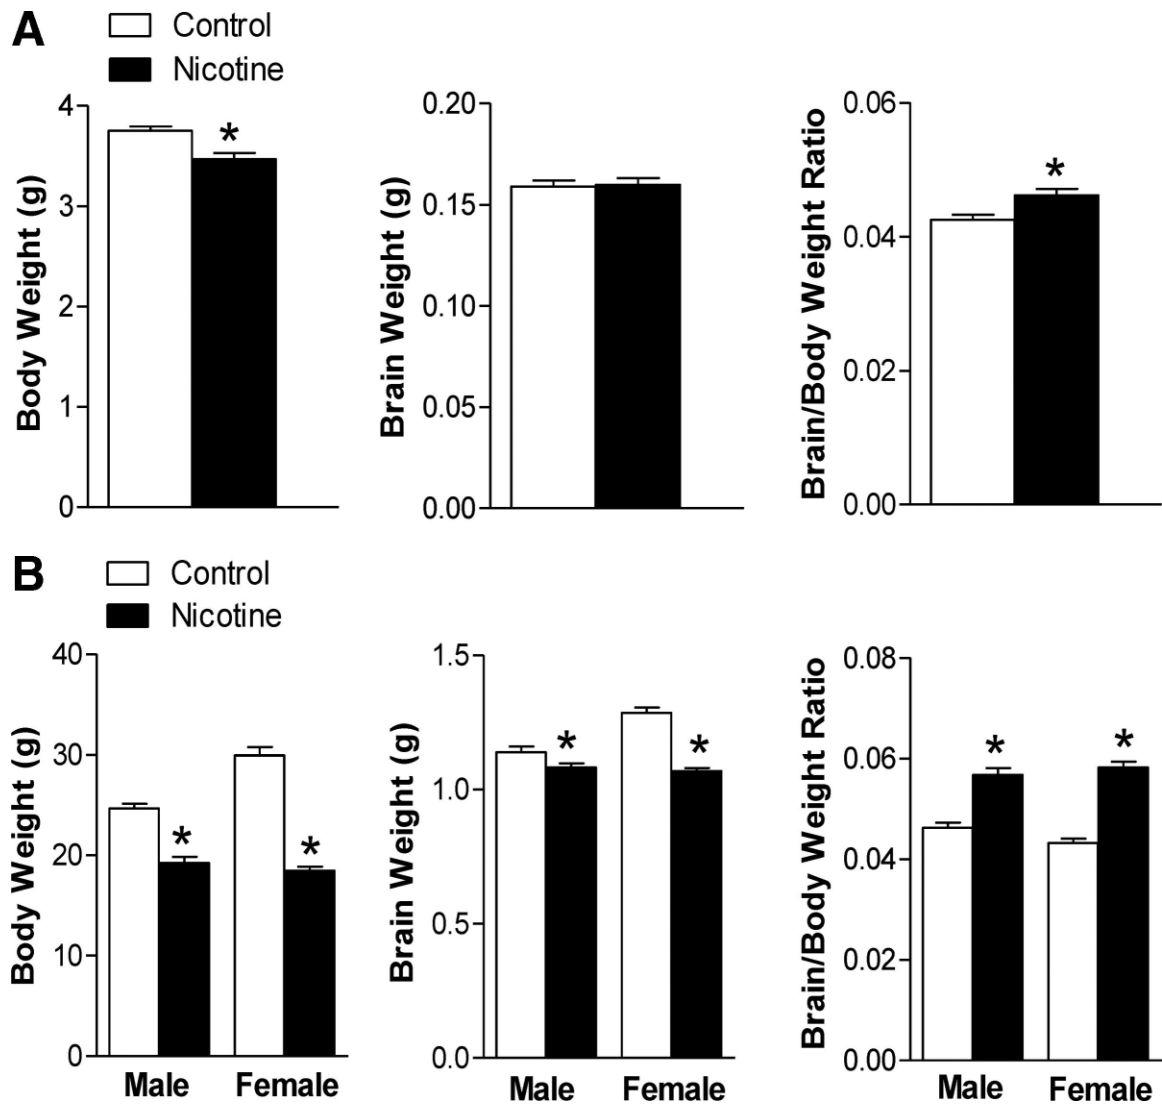 A
Control
Nicotine
Body Weight (g)
4
3
2
1
0
*
Brain Weight (g)
0.20
0.15
0.10
0.05
0.00
Brain/Body Weight Ratio
0.06
0.04
0.02
0.00
*
B
Control
Nicotine
Body Weight (g)
40
30
20
10
0
*
*
Male
Female
Brain Weight (g)
1.5
1.0
0.5
0.0
*
*
Male
Female
Brain/Body Weight Ratio
0.08
0.06
0.04
0.02
0.00
*
*
Male
Female